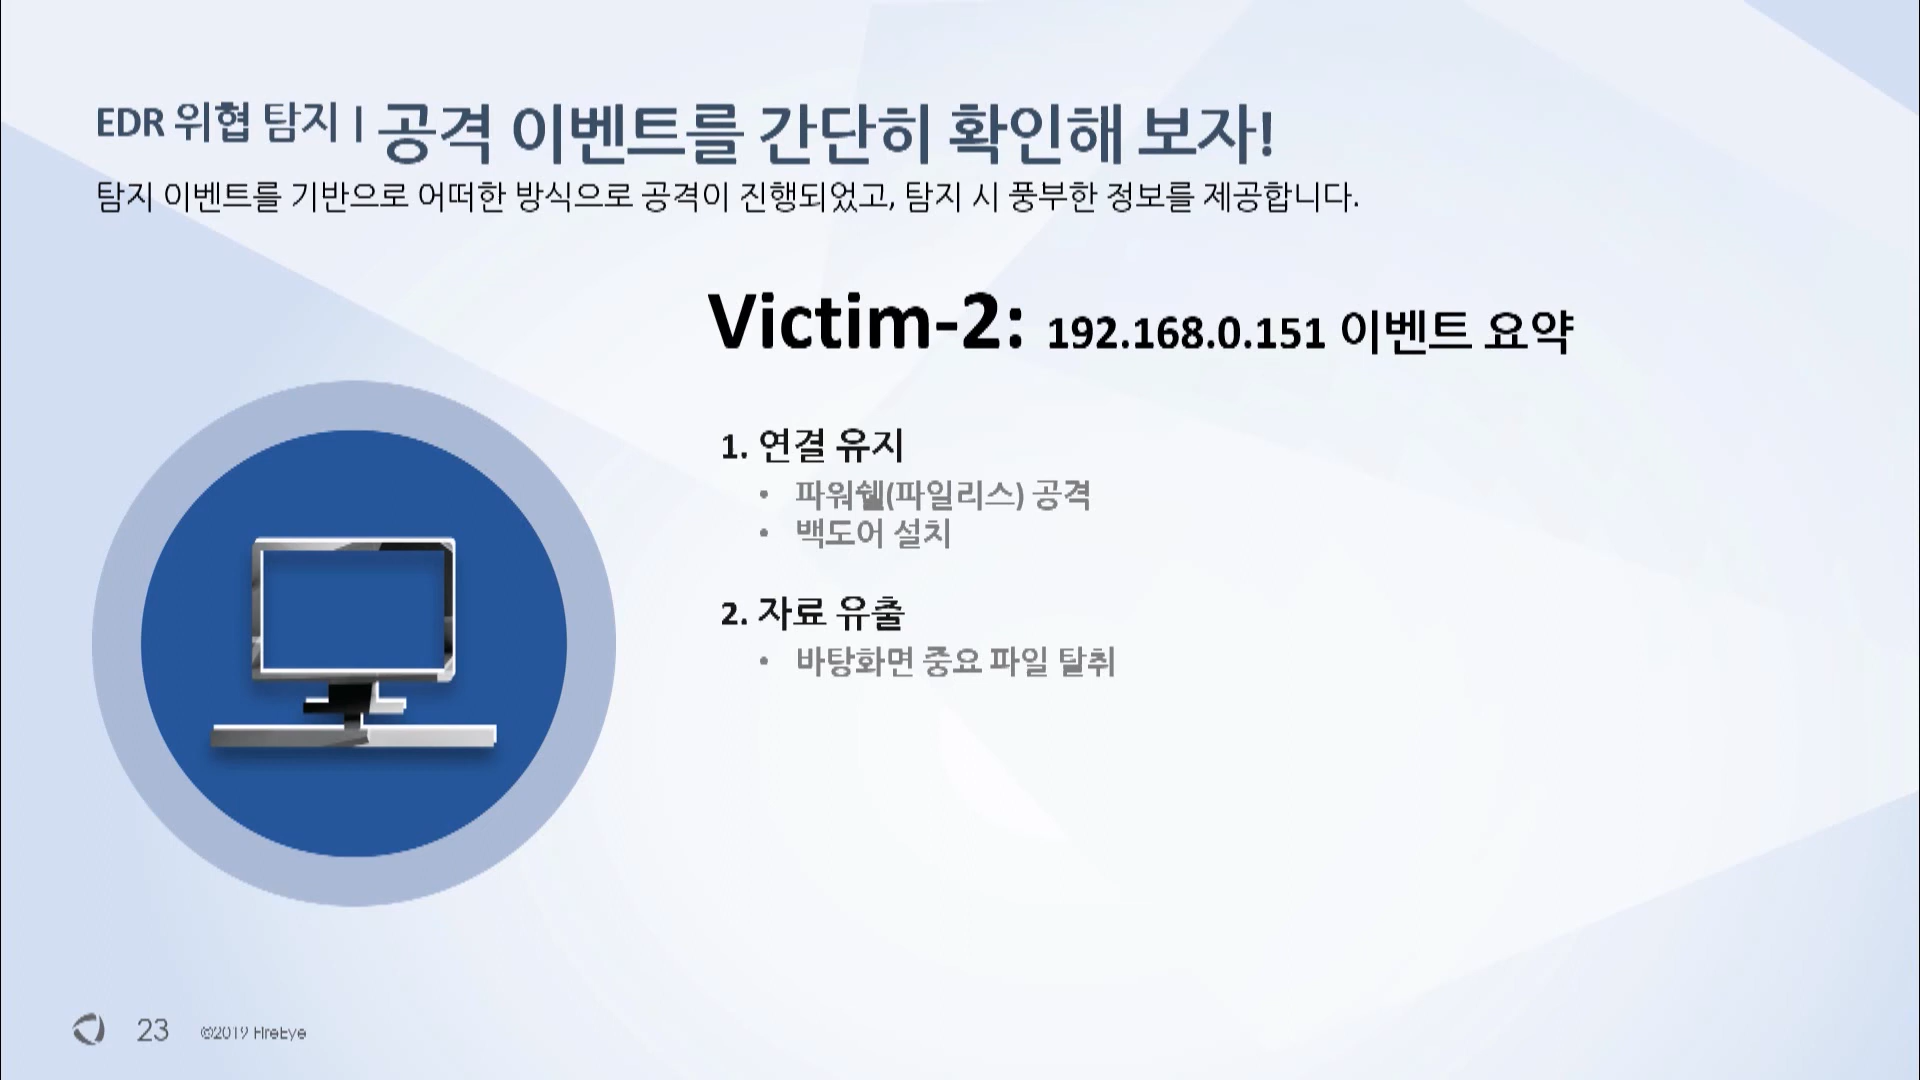 EDR 위협 탐지 | 공격 이벤트를 간단히 확인해 보자!
탐지 이벤트를 기반으로 어떠한 방식으로 공격이 진행되었고, 탐지 시 풍부한 정보를 제공합니다.
Victim-2: 192.168.0.151 이벤트 요약
1. 연결 유지
• 파워쉘(파일리스) 공격
• 백도어 설치
2. 자료 유출
• 바탕화면 중요 파일 탈취
23 ©2019 FireEye